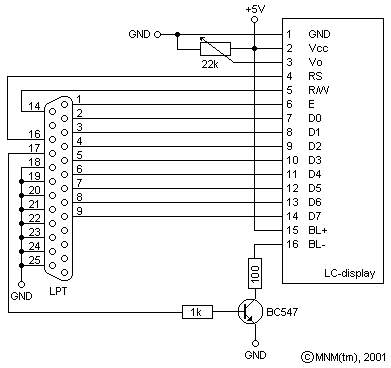 +5V
GND
22k
1 GND
2 Vcc
3 Vo
4 RS
5 R/W
6 E
7 D0
8 D1
9 D2
10 D3
11 D4
12 D5
13 D6
14 D7
15 BL+
16 BL-
LC-display
14
16
17
18
19
20
21
22
23
24
25
1
2
3
4
5
6
7
8
9
GND
LPT
100
1k
BC547
GND
©MNM(tm), 2001